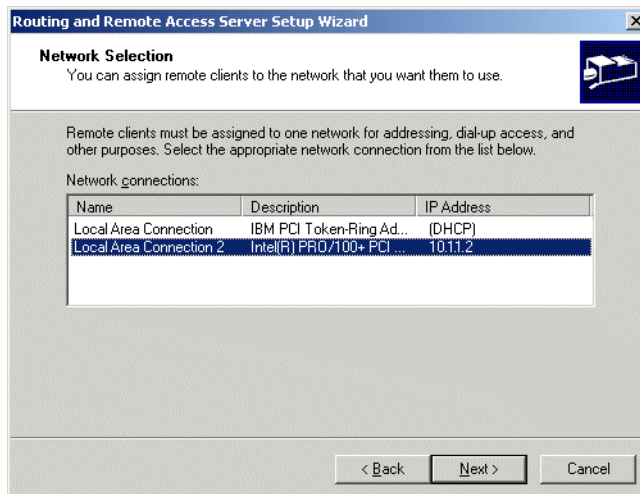 Routing and Remote Access Server Setup Wizard
Network Selection
You can assign remote clients to the network that you want them to use.
Remote clients must be assigned to one network for addressing, dial-up access, and
other purposes. Select the appropriate network connection from the list below.
Network connections:
Name Description IP Address
Local Area Connection IBM PCI Token-Ring Ad... (DHCP)
Local Area Connection 2 Intel(R) PRO/100+ PCI ... 10.1.1.2
< Back Next > Cancel